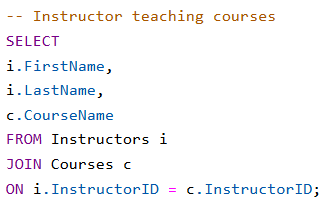 -- Instructor teaching courses
SELECT
i.FirstName,
i.LastName,
c.CourseName
FROM Instructors i
JOIN Courses c
ON i.InstructorID = c.InstructorID;